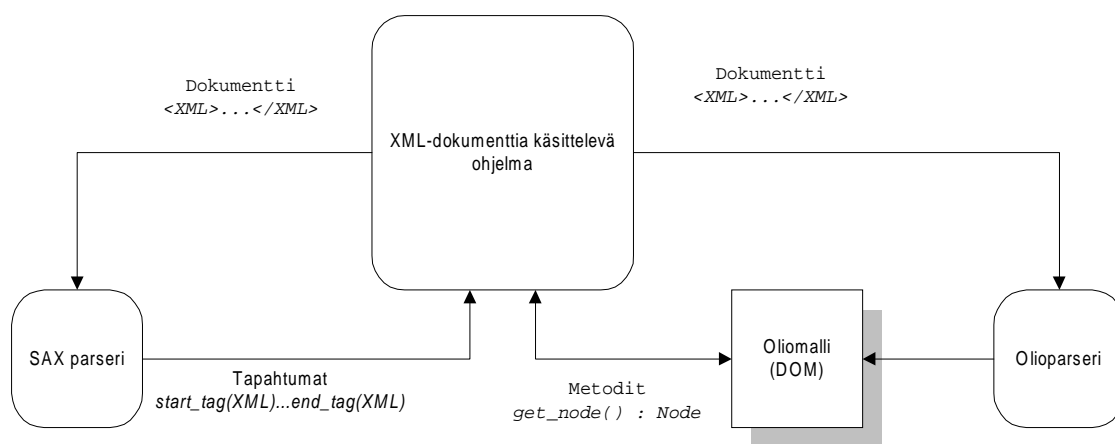 Dokumentti
<XML>...</XML>
Dokumentti
<XML>...</XML>
XML-dokumenttia käsittelevä
ohjelma
SAX parseri
Tapahtumat
start_tag(XML)...end_tag(XML)
Metodit
get_node() : Node
Oliomalli
(DOM)
Olioparseri